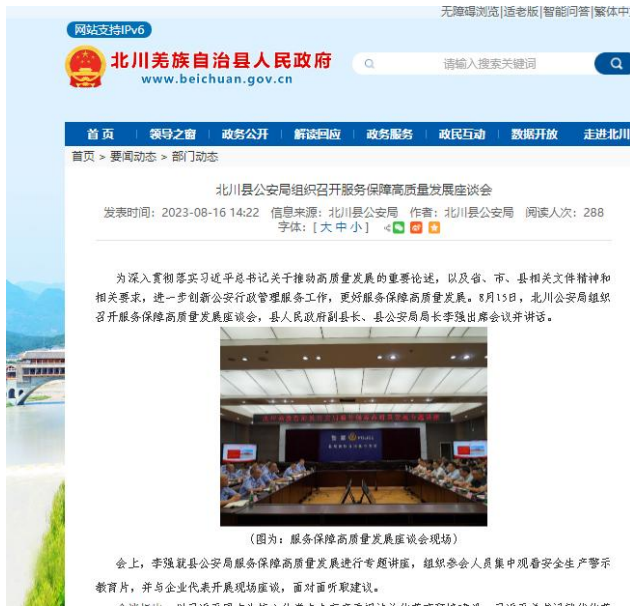 无障碍浏览|适老版|智能问答|繁体中
网站支持IPv6
北川羌族自治县人民政府
www.beichuan.gov.cn
请输入搜索关键词
首页 领导之窗 政务公开 解读回应 政务服务 政民互动 数据开放 走进北川
首页 > 要闻动态 > 部门动态
北川县公安局组织召开服务保障高质量发展座谈会
发表时间：2023-08-16 14:22 信息来源：北川县公安局 作者：北川县公安局 阅读人次：288
字体：[ 大 中 小 ]
为深入贯彻落实习近平总书记关于推动高质量发展的重要论述，以及省、市、县相关文件精神和
相关要求，进一步创新公安行政管理服务工作，更好服务保障高质量发展。8月15日，北川公安局组织
召开服务保障高质量发展座谈会，县人民政府副县长、县公安局局长李强出席会议并讲话。
（图为：服务保障高质量发展座谈会现场）
会上，李强就县公安局服务保障高质量发展进行专题讲座，组织参会人员集中观看安全生产警示
教育片，并与企业代表开展现场座谈，面对面听取建议。